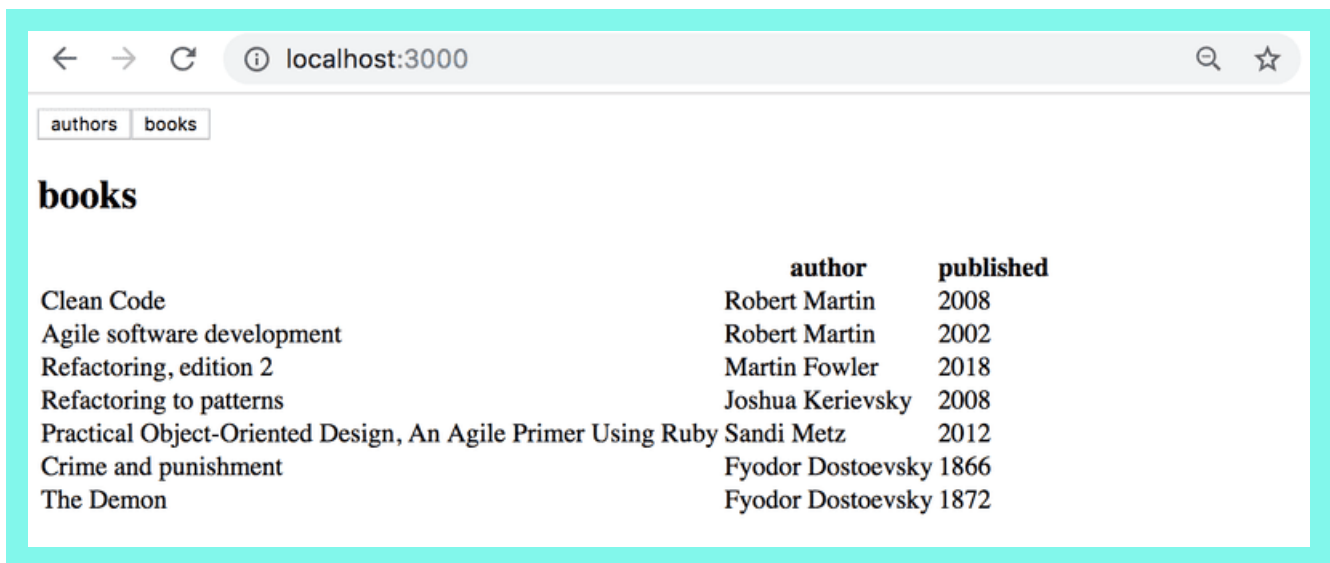 localhost:3000
authors books
books
author published
Clean Code Robert Martin 2008
Agile software development Robert Martin 2002
Refactoring, edition 2 Martin Fowler 2018
Refactoring to patterns Joshua Kerievsky 2008
Practical Object-Oriented Design, An Agile Primer Using Ruby Sandi Metz 2012
Crime and punishment Fyodor Dostoevsky 1866
The Demon Fyodor Dostoevsky 1872